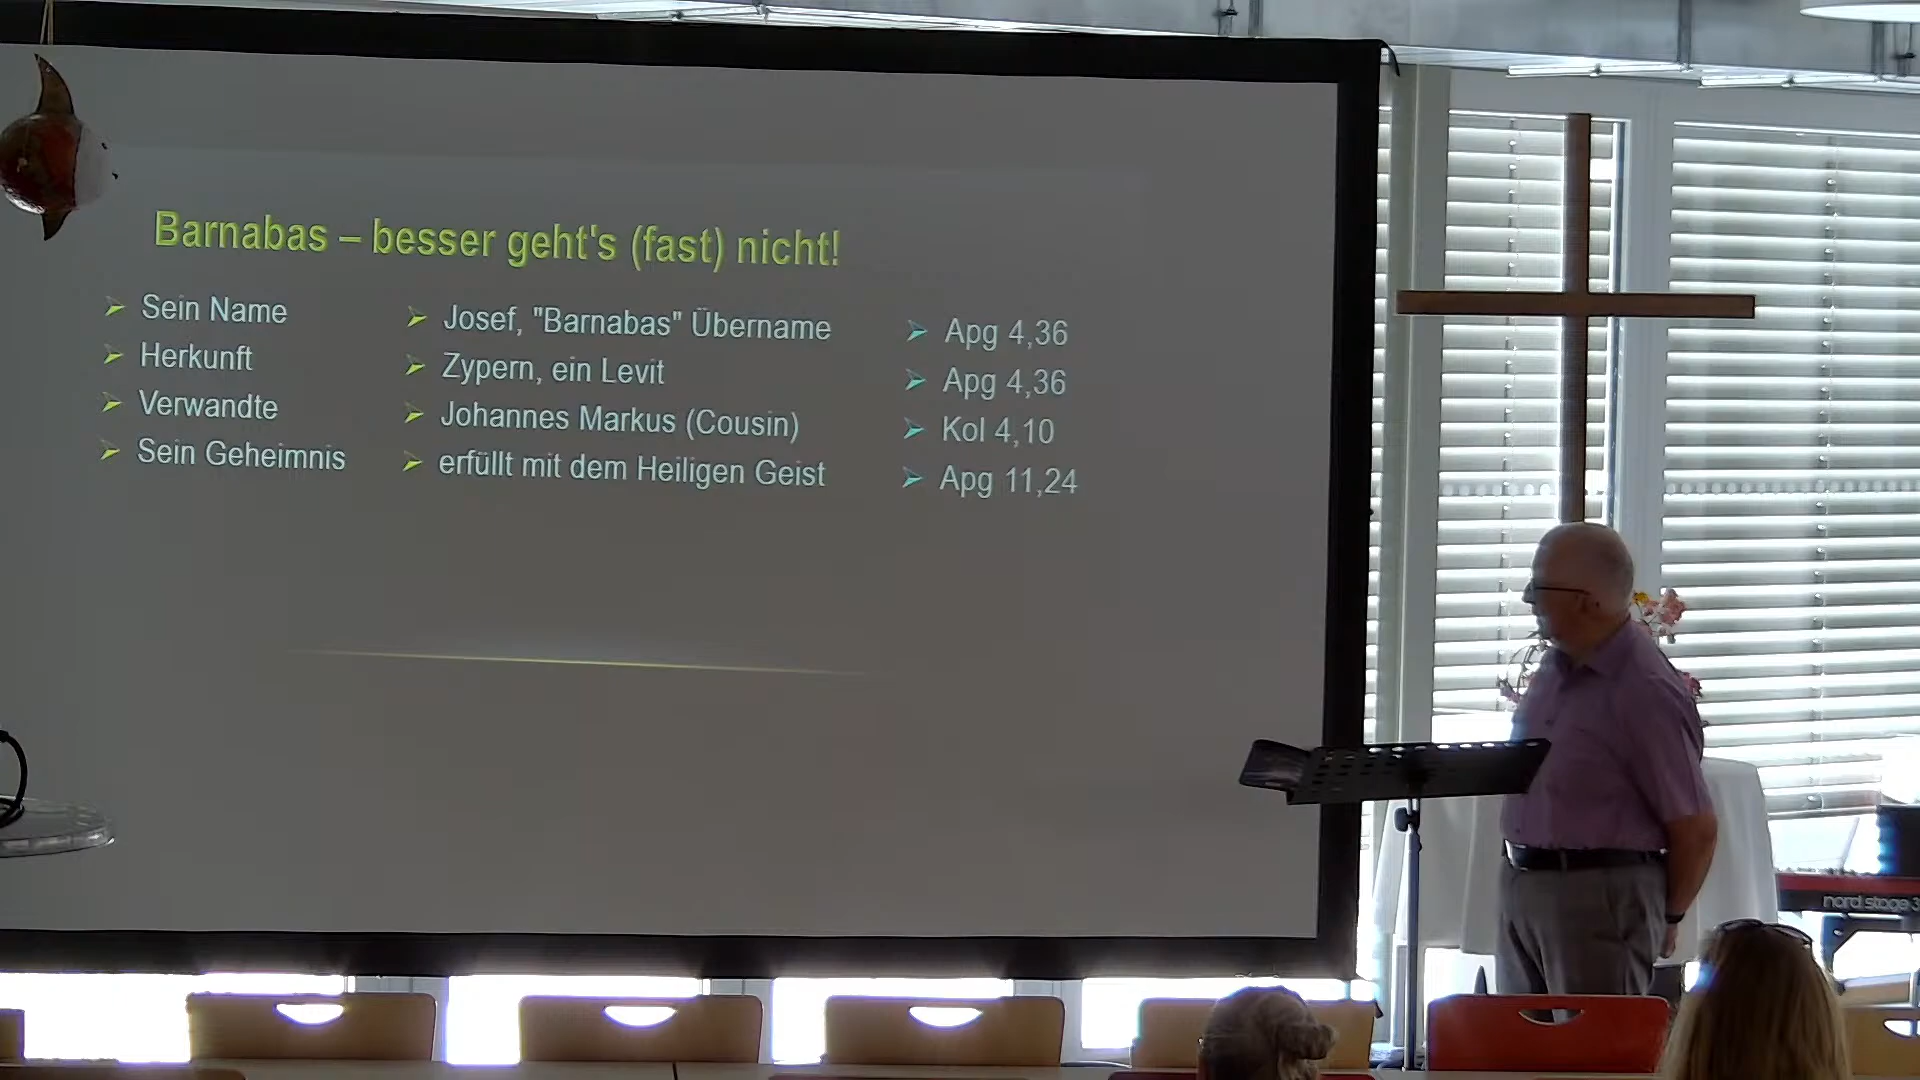 Barnabas – besser geht's (fast) nicht!
Sein Name
Josef, "Barnabas" Übername
Apg 4,36
Herkunft
Zypern, ein Levit
Apg 4,36
Verwandte
Johannes Markus (Cousin)
Kol 4,10
Sein Geheimnis
erfüllt mit dem Heiligen Geist
Apg 11,24
nord stage 3